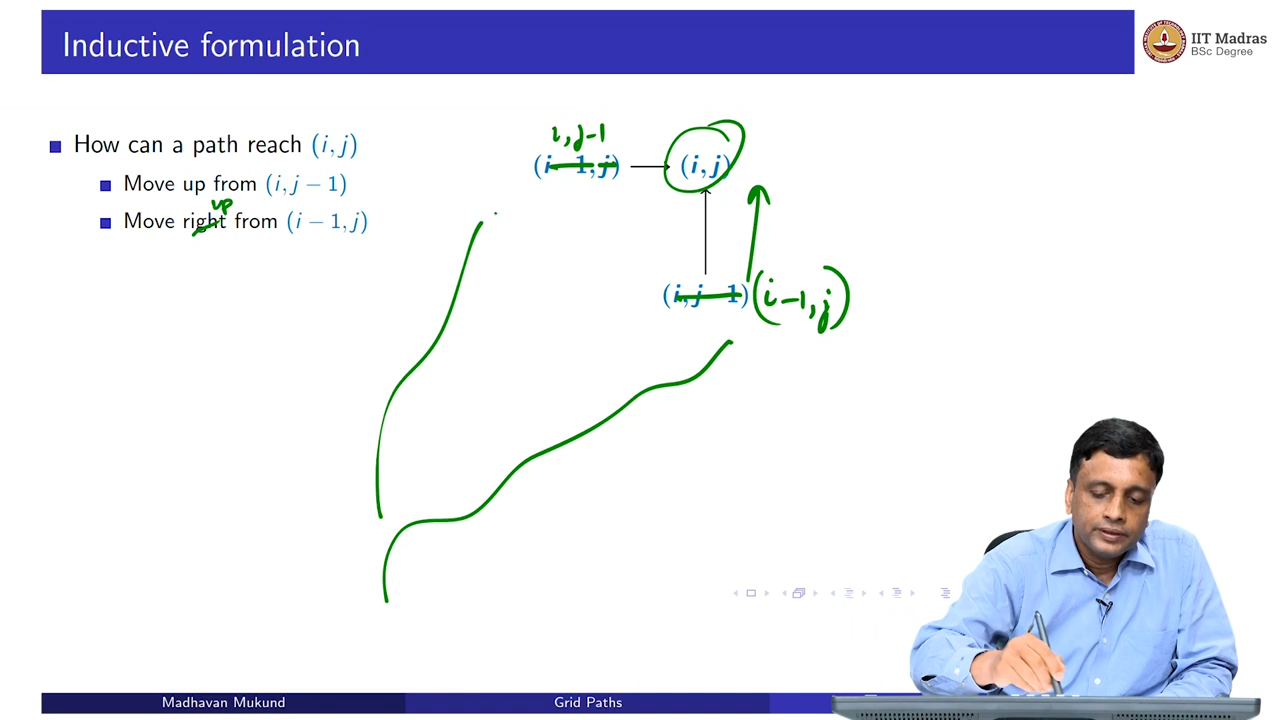 Inductive formulation
IIT Madras
BSc Degree
How can a path reach (i, j)
Move up from (i, j − 1)
up
Move right from (i − 1, j)
i, j-1
(i − 1, j)
(i, j)
(i, j − 1)
(i-1, j)
Madhavan Mukund
Grid Paths